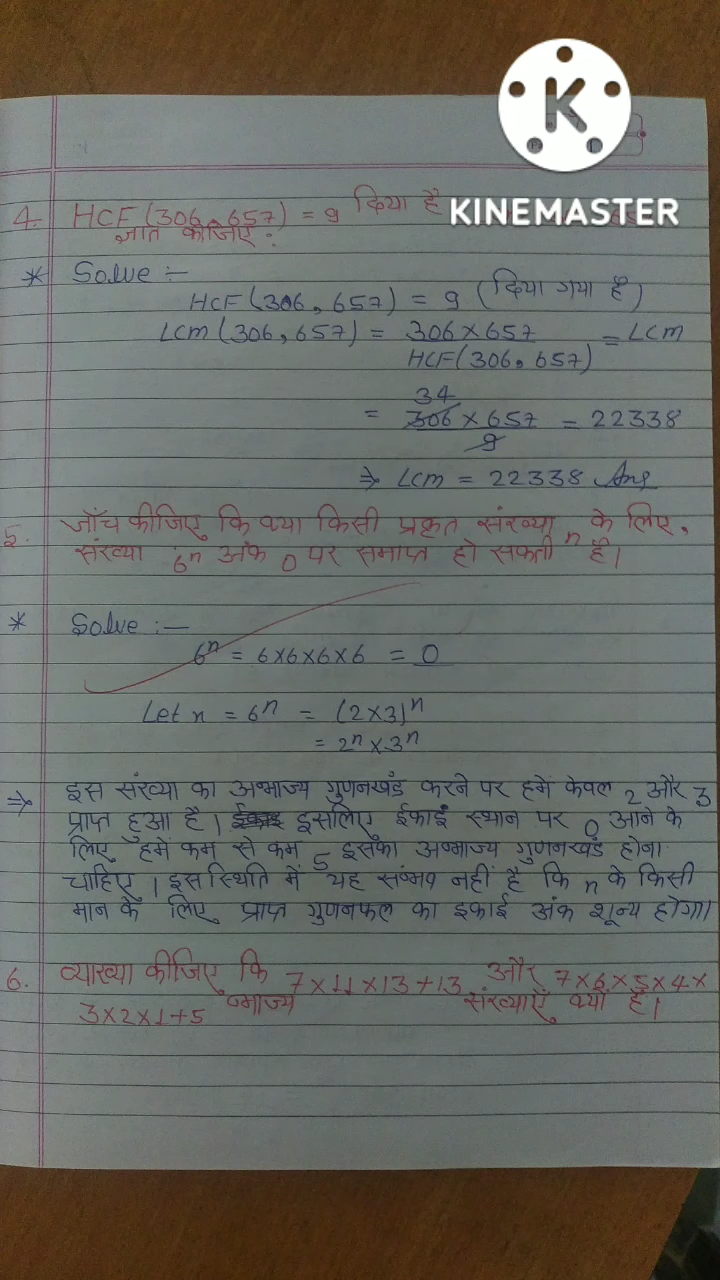 KINEMASTER
4. HCF (306, 657) = 9 दिया है
ज्ञात कीजिए :
* Solve :-
HCF (306, 657) = 9 (दिया गया है)
LCM (306, 657) = 306 × 657 / HCF (306, 657) = LCM
34
= 306 × 657 / 9 = 22338
⇒ LCM = 22338 Ans
5. जाँच कीजिए कि क्या किसी प्रकृत संख्या n के लिए,
संख्या 6ⁿ अंक 0 पर समाप्त हो सकती है।
* Solve :—
6ⁿ = 6×6×6×6 = 0
Let n = 6ⁿ = (2×3)ⁿ
= 2ⁿ × 3ⁿ
⇒ इस संख्या का अभाज्य गुणनखंड करने पर हमें केवल 2 और 3
प्राप्त हुआ है। इसलिए ईकाई स्थान पर 0 आने के
लिए हमें कम से कम 5 इसका अभाज्य गुणनखंड होना
चाहिए। इस स्थिति में यह संभव नहीं है कि n के किसी
मान के लिए प्राप्त गुणनफल का इकाई अंक शून्य होगा।
6. व्याख्या कीजिए कि 7×11×13+13 और 7×6×5×4×
3×2×1+5 भाज्य संख्याएँ क्यों हैं।